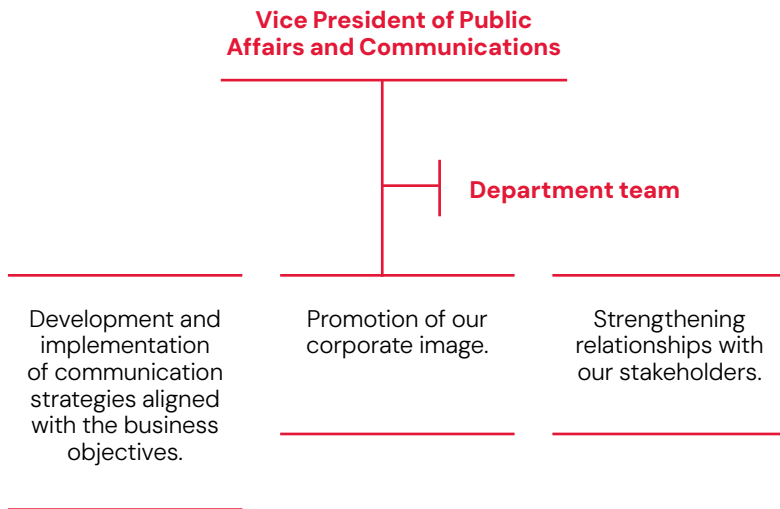 Vice President of Public
Affairs and Communications
Department team
Development and
implementation
of communication
strategies aligned
with the business
objectives.
Promotion of our
corporate image.
Strengthening
relationships with
our stakeholders.